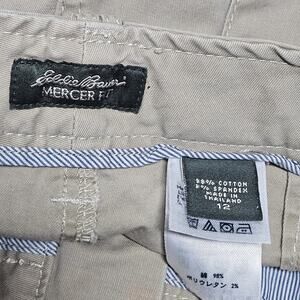 Eddie Bauer
MERCER FIT
98% COTTON
2% SPANDEX
MADE IN
THAILAND
12
綿 98%
ポリウレタン 2%